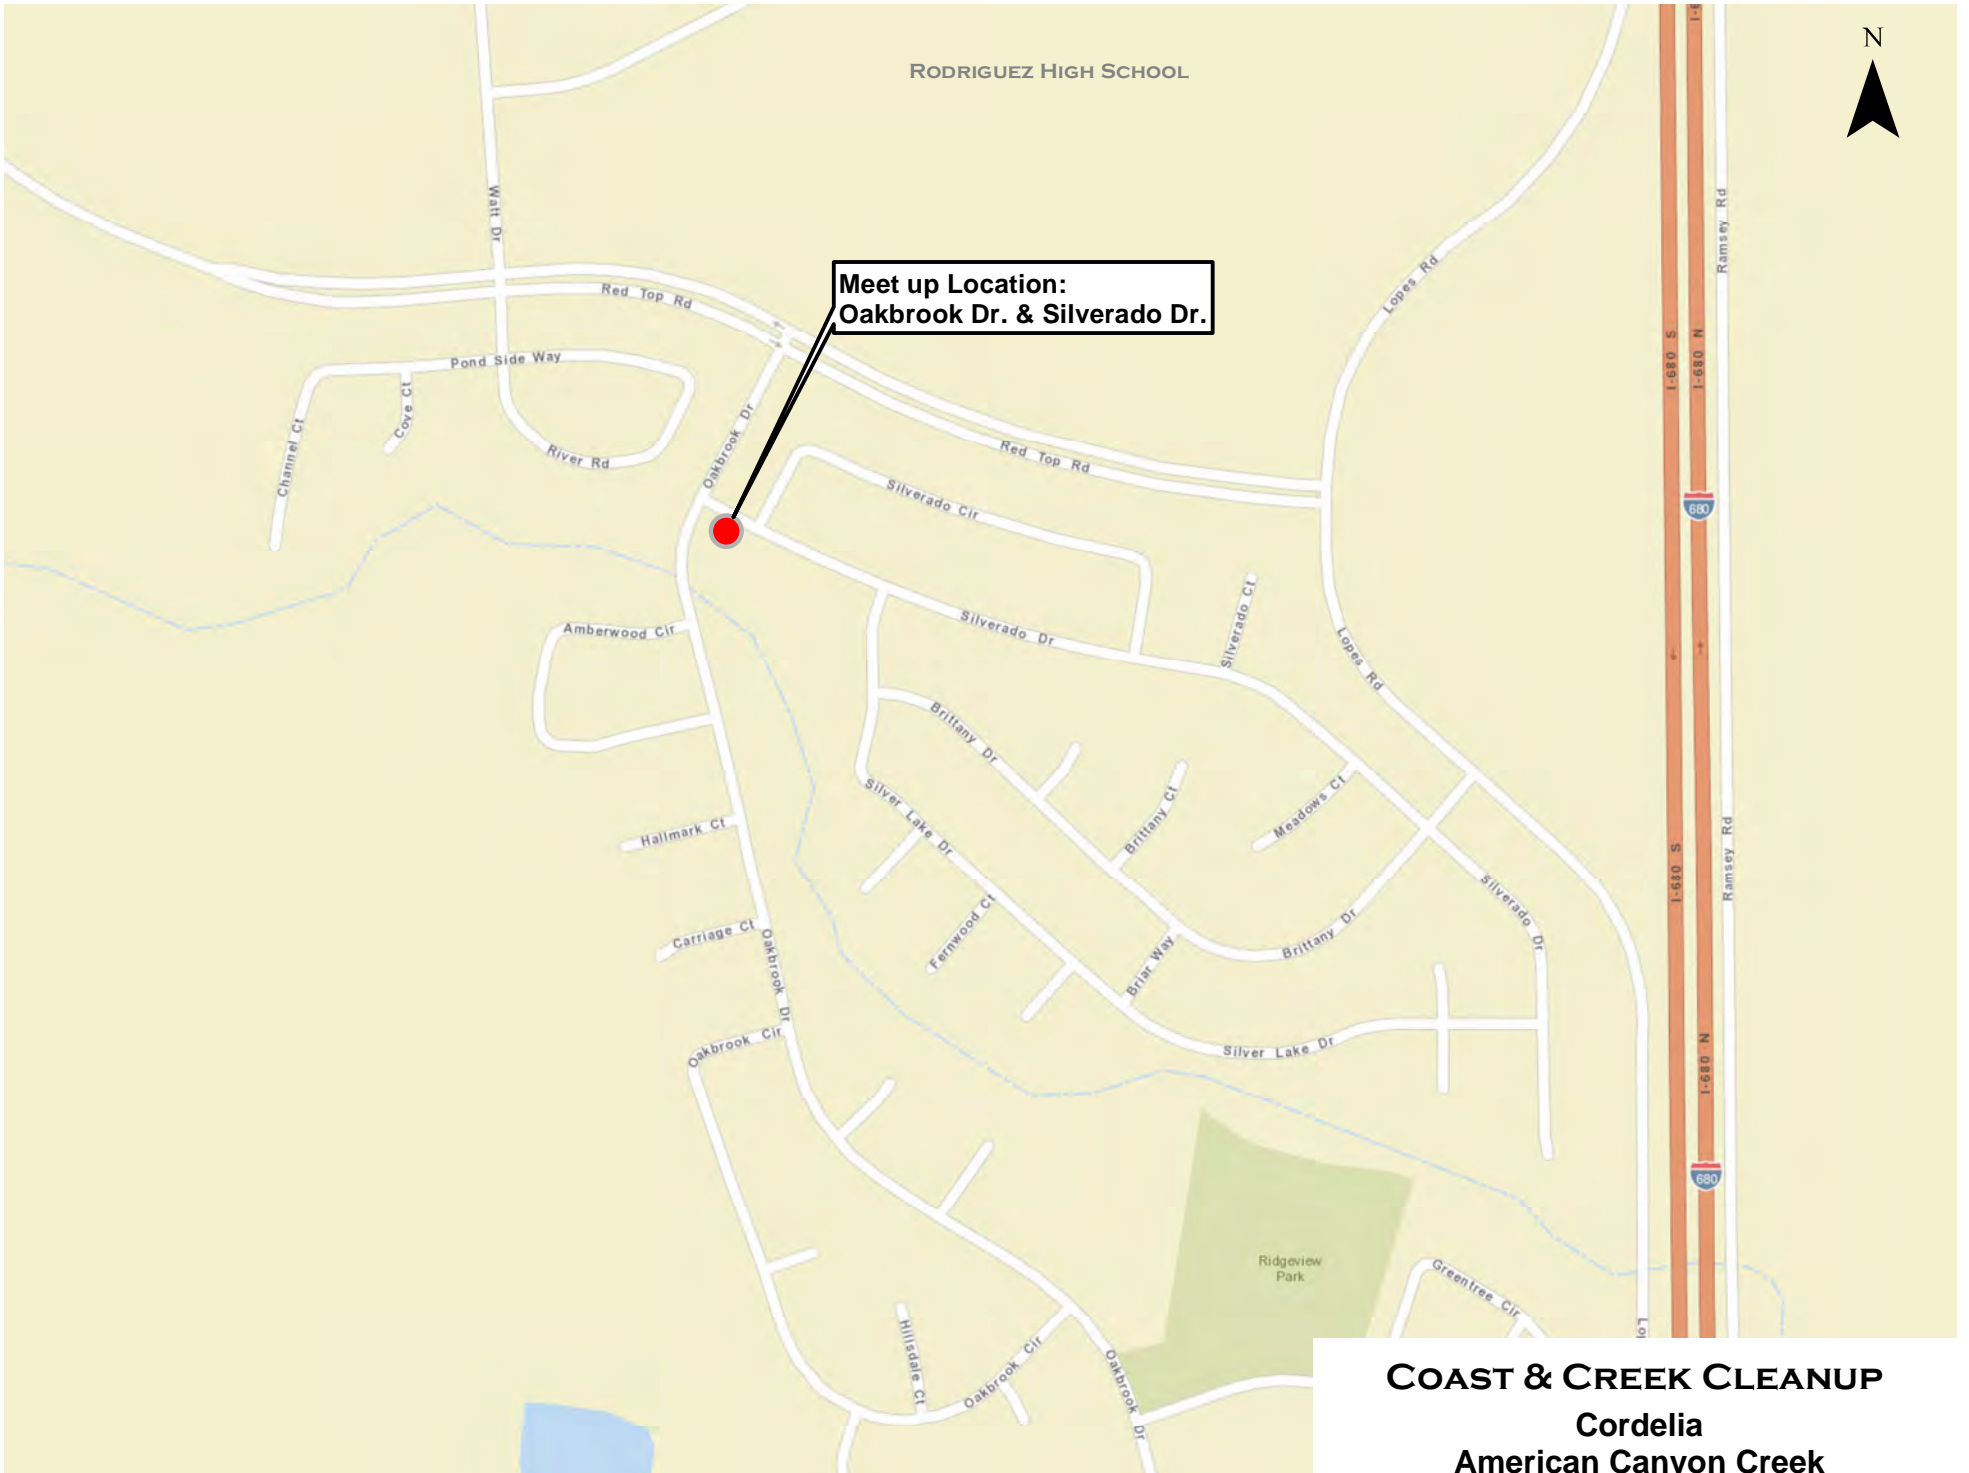 RODRIGUEZ HIGH SCHOOL
N
Watt Dr
Ramsey Rd
Meet up Location:
Oakbrook Dr. & Silverado Dr.
Lopes Rd
Red Top Rd
I-680 S
I-680 N
Pond Side Way
Cove Ct
Channel Ct
River Rd
Oakbrook Dr
Red Top Rd
Silverado Cir
680
Amberwood Cir
Silverado Dr
Silverado Ct
Lopes Rd
Brittany Dr
Silver Lake Dr
Brittany Ct
Meadows Ct
Hallmark Ct
I-680 S
Ramsey Rd
Silverado Dr
Carriage Ct
Oakbrook Dr
Fernwood Ct
Briar Way
Brittany Dr
Oakbrook Cir
Silver Lake Dr
I-680 N
680
Ridgeview
Park
Greentree Cir
Hillsdale Ct
Oakbrook Cir
Oakbrook Dr
COAST & CREEK CLEANUP
Cordelia
American Canyon Creek